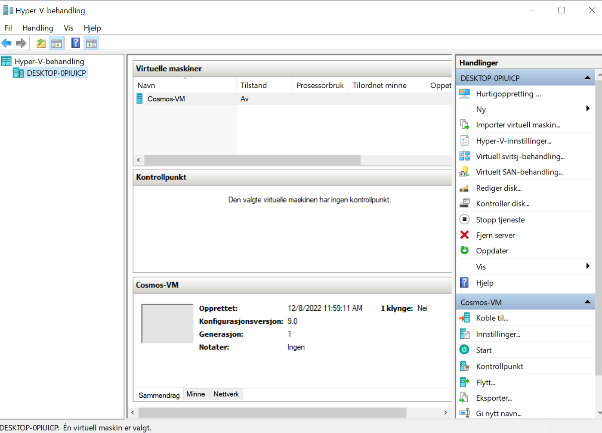 Hyper-V-behandling
Fil Handling Vis Hjelp
Hyper-V-behandling
DESKTOP-0PIUICP
Virtuelle maskiner
Navn Tilstand Prosessorbruk Tilordnet minne Oppet
Cosmos-VM Av
Kontrollpunkt
Den valgte virtuelle maskinen har ingen kontrollpunkt.
Cosmos-VM
Opprettet: 12/8/2022 11:59:11 AM I klynge: Nei
Konfigurasjonsversjon: 9.0
Generasjon: 1
Notater: Ingen
Sammendrag Minne Nettverk
Handlinger
DESKTOP-0PIUICP
Hurtigoppretting ...
Ny
Importer virtuell maskin...
Hyper-V-innstillinger...
Virtuell svitsj-behandling...
Virtuelt SAN-behandling...
Rediger disk...
Kontroller disk...
Stopp tjeneste
Fjern server
Oppdater
Vis
Hjelp
Cosmos-VM
Koble til...
Innstillinger...
Start
Kontrollpunkt
Flytt...
Eksporter...
Gi nytt navn...
DESKTOP-0PIUICP: Én virtuell maskin er valgt.